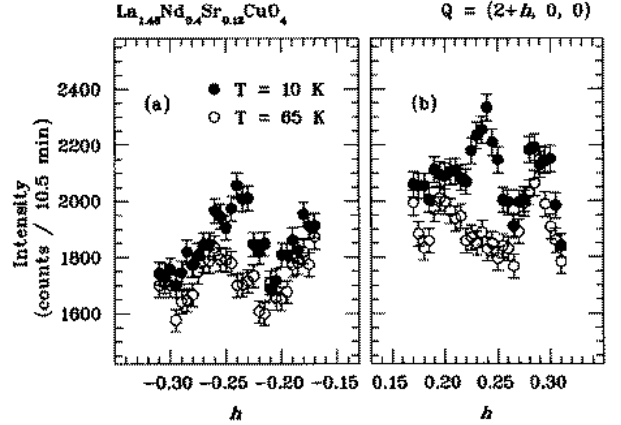 La₁.₄₈Nd₀.₄Sr₀.₁₂CuO₄ Q = (2+h, 0, 0)
(a) T = 10 K
T = 65 K
(b)
Intensity
(counts / 10.5 min)
2400
2200
2000
1800
1600
−0.30 −0.25 −0.20 −0.15 0.15 0.20 0.25 0.30
h h